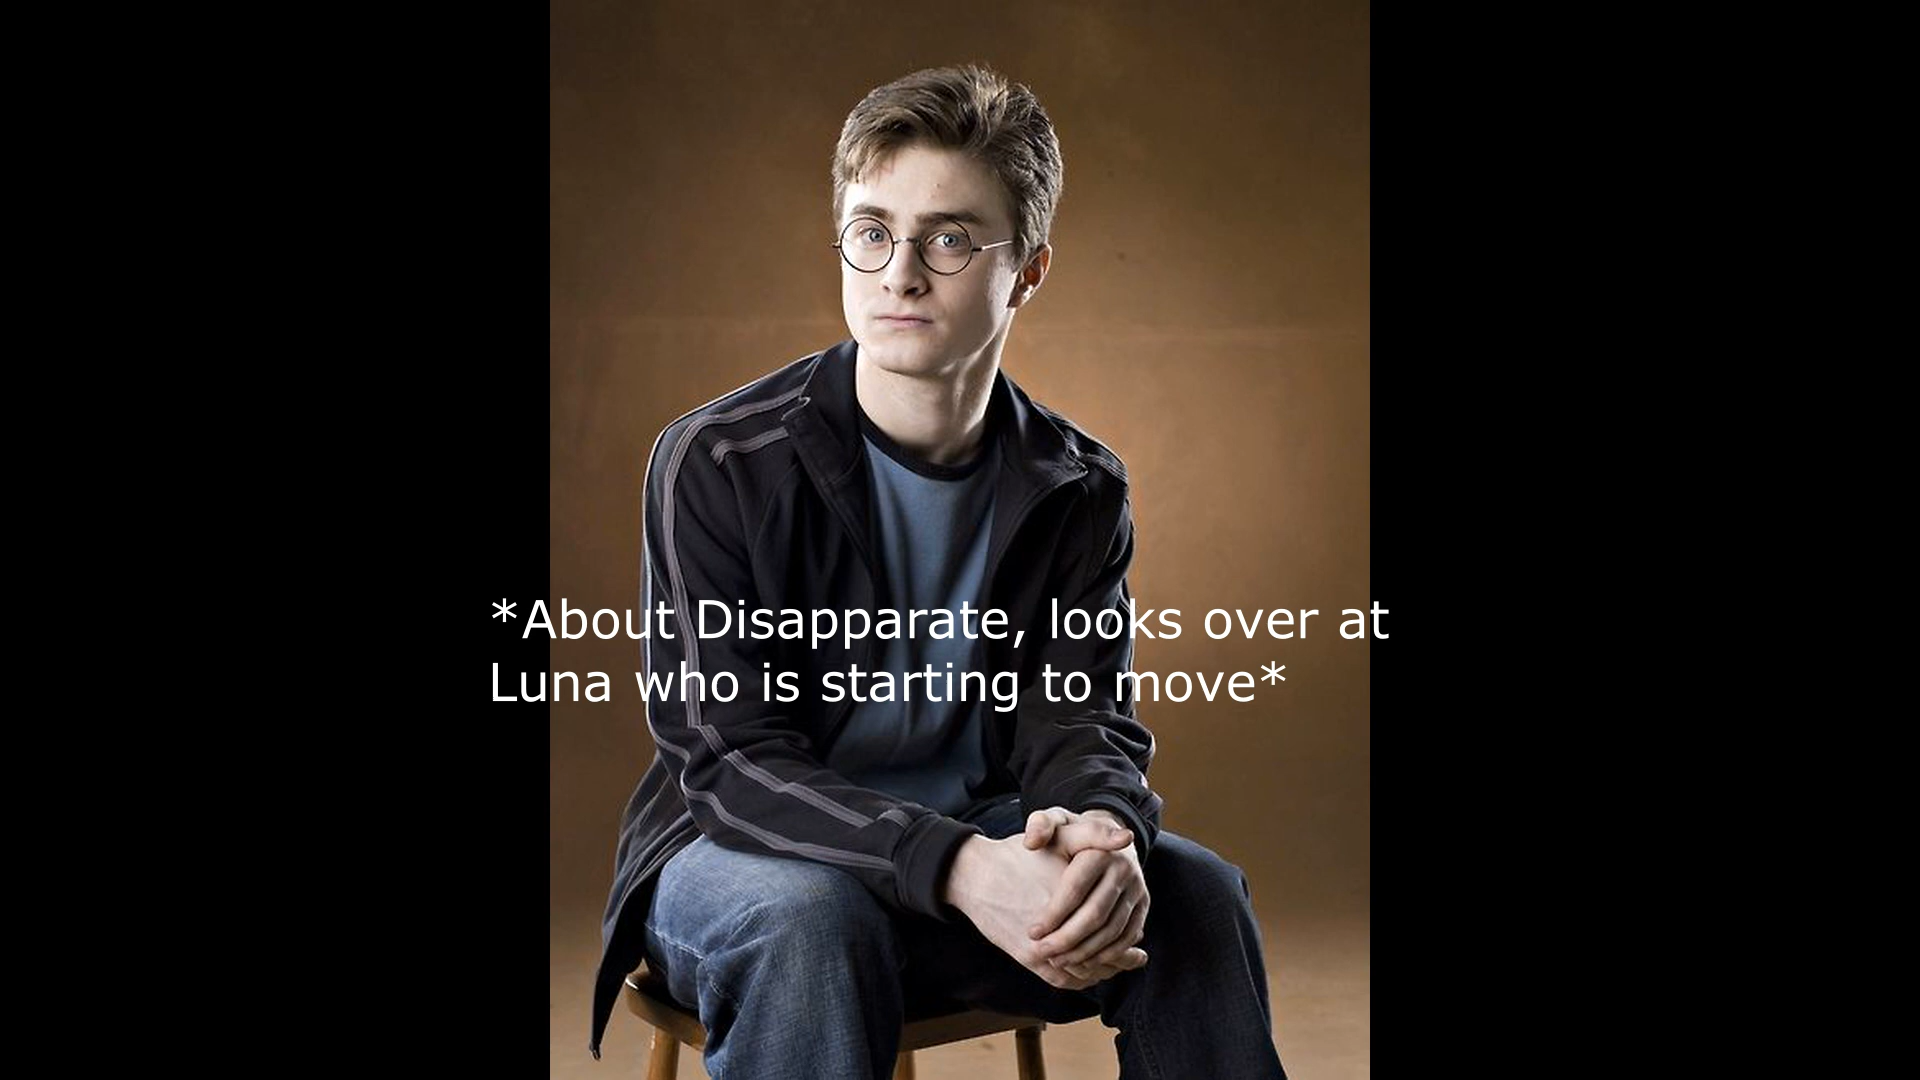 *About Disapparate, looks over at
Luna who is starting to move*